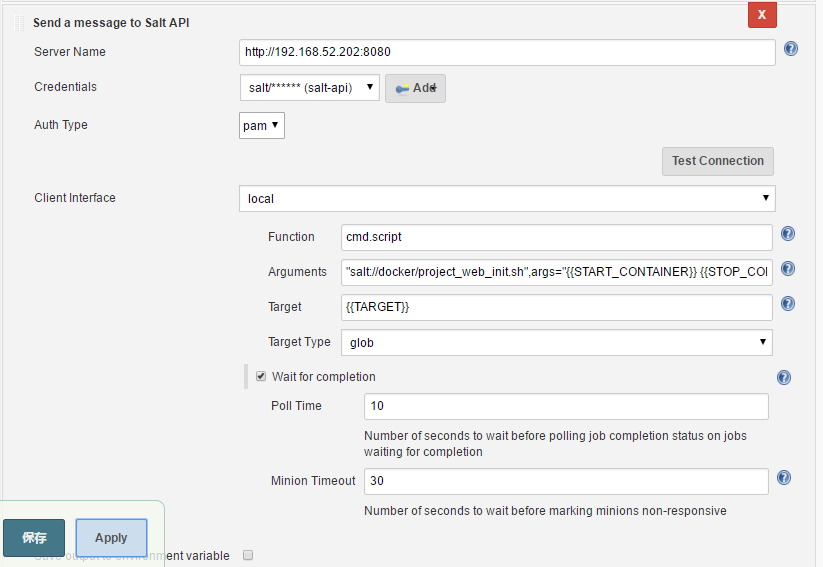 Send a message to Salt API
X
Server Name
http://192.168.52.202:8080
Credentials
salt/****** (salt-api)
Add
Auth Type
pam
Test Connection
Client Interface
local
Function
cmd.script
Arguments
"salt://docker/project_web_init.sh",args="{{START_CONTAINER}} {{STOP_CO
Target
{{TARGET}}
Target Type
glob
Wait for completion
Poll Time
10
Number of seconds to wait before polling job completion status on jobs
waiting for completion
Minion Timeout
30
Number of seconds to wait before marking minions non-responsive
保存
Apply
Save output to environment variable